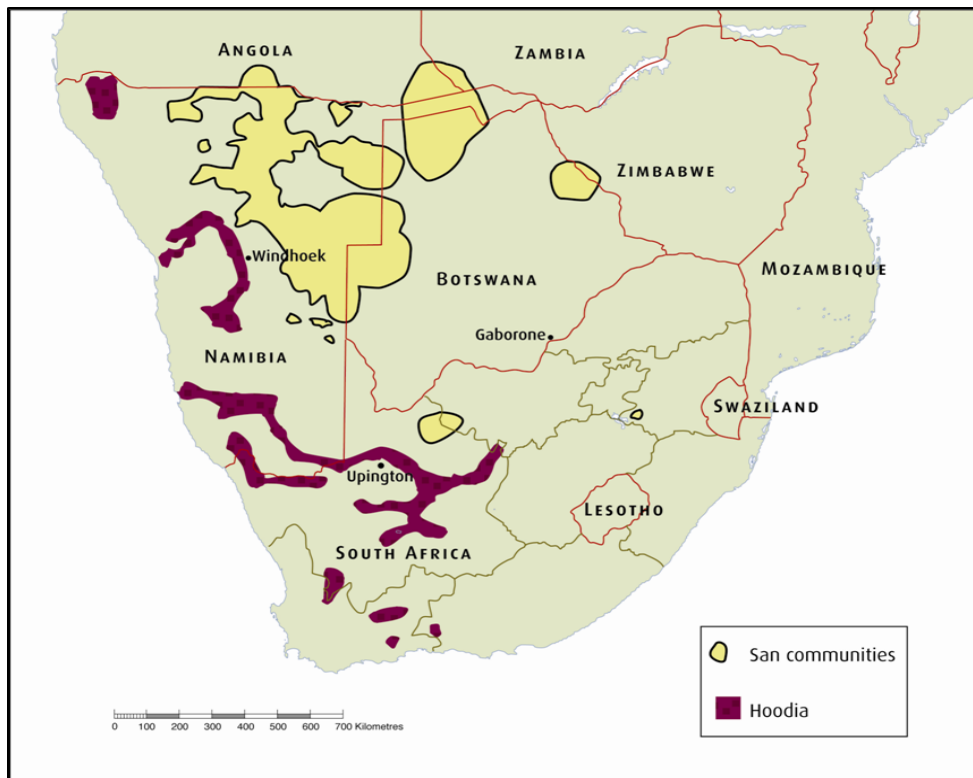 ANGOLA
ZAMBIA
ZIMBABWE
Windhoek
BOTSWANA
MOZAMBIQUE
Gaborone
NAMIBIA
SWAZILAND
Upington
LESOTHO
SOUTH AFRICA
San communities
Hoodia
0 100 200 300 400 500 600 700 Kilometres